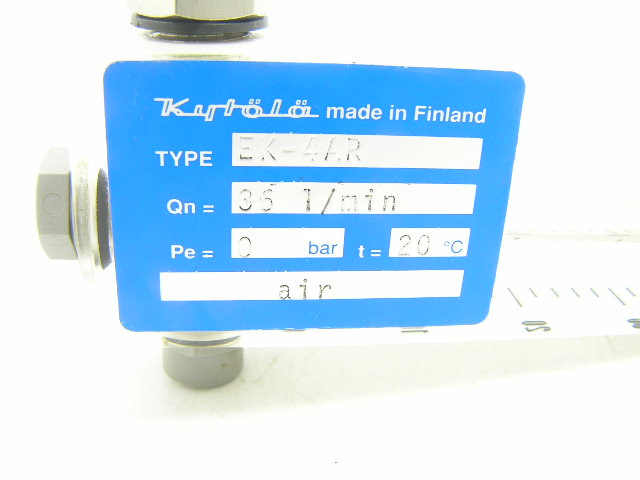 Kytölä made in Finland
TYPE EK-4AR
Qn = 36 l/min
Pe = 0 bar t = 20 °C
air